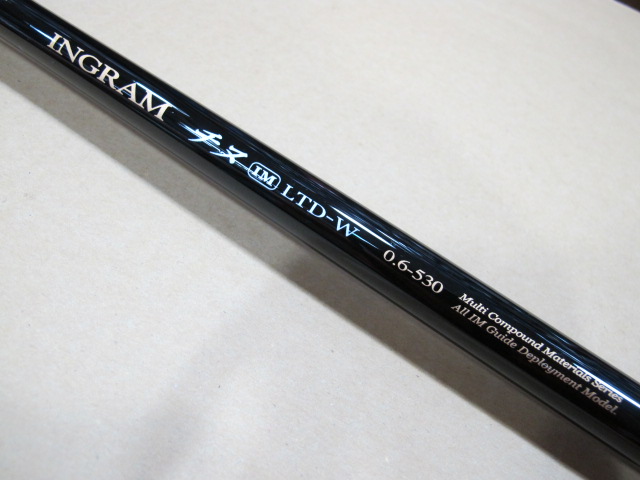 INGRAM チヌ IM LTD-W 0.6-530
Multi Compound Materials Series
All IM Guide Deployment Model.